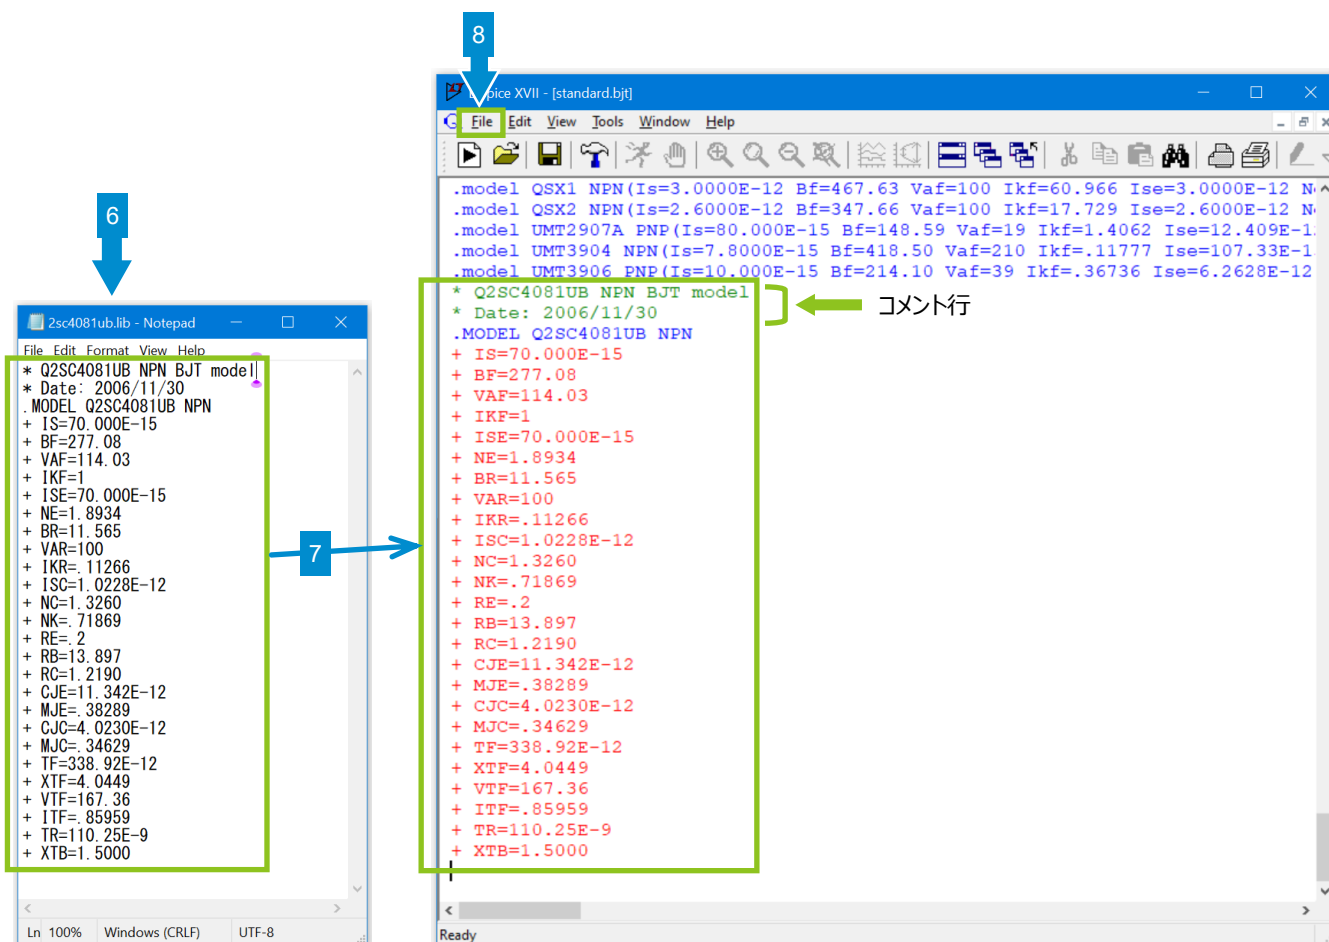 8
LTspice XVII - [standard.bjt]
File Edit View Tools Window Help
.model QSX1 NPN(Is=3.0000E-12 Bf=467.63 Vaf=100 Ikf=60.966 Ise=3.0000E-12
.model QSX2 NPN(Is=2.6000E-12 Bf=347.66 Vaf=100 Ikf=17.729 Ise=2.6000E-12
.model UMT2907A PNP(Is=80.000E-15 Bf=148.59 Vaf=19 Ikf=1.4062 Ise=12.409E-1
.model UMT3904 NPN(Is=7.8000E-15 Bf=418.50 Vaf=210 Ikf=.11777 Ise=107.33E-1
.model UMT3906 PNP(Is=10.000E-15 Bf=214.10 Vaf=39 Ikf=.36736 Ise=6.2628E-12
* Q2SC4081UB NPN BJT model
* Date: 2006/11/30
コメント行
.MODEL Q2SC4081UB NPN
+ IS=70.000E-15
+ BF=277.08
+ VAF=114.03
+ IKF=1
+ ISE=70.000E-15
+ NE=1.8934
+ BR=11.565
+ VAR=100
+ IKR=.11266
+ ISC=1.0228E-12
+ NC=1.3260
+ NK=.71869
+ RE=.2
+ RB=13.897
+ RC=1.2190
+ CJE=11.342E-12
+ MJE=.38289
+ CJC=4.0230E-12
+ MJC=.34629
+ TF=338.92E-12
+ XTF=4.0449
+ VTF=167.36
+ ITF=.85959
+ TR=110.25E-9
+ XTB=1.5000
Ready
6
2sc4081ub.lib - Notepad
File Edit Format View Help
* Q2SC4081UB NPN BJT model
* Date: 2006/11/30
.MODEL Q2SC4081UB NPN
+ IS=70.000E-15
+ BF=277.08
+ VAF=114.03
+ IKF=1
+ ISE=70.000E-15
+ NE=1.8934
+ BR=11.565
+ VAR=100
+ IKR=.11266
+ ISC=1.0228E-12
+ NC=1.3260
+ NK=.71869
+ RE=.2
+ RB=13.897
+ RC=1.2190
+ CJE=11.342E-12
+ MJE=.38289
+ CJC=4.0230E-12
+ MJC=.34629
+ TF=338.92E-12
+ XTF=4.0449
+ VTF=167.36
+ ITF=.85959
+ TR=110.25E-9
+ XTB=1.5000
Ln 100% Windows (CRLF) UTF-8
7